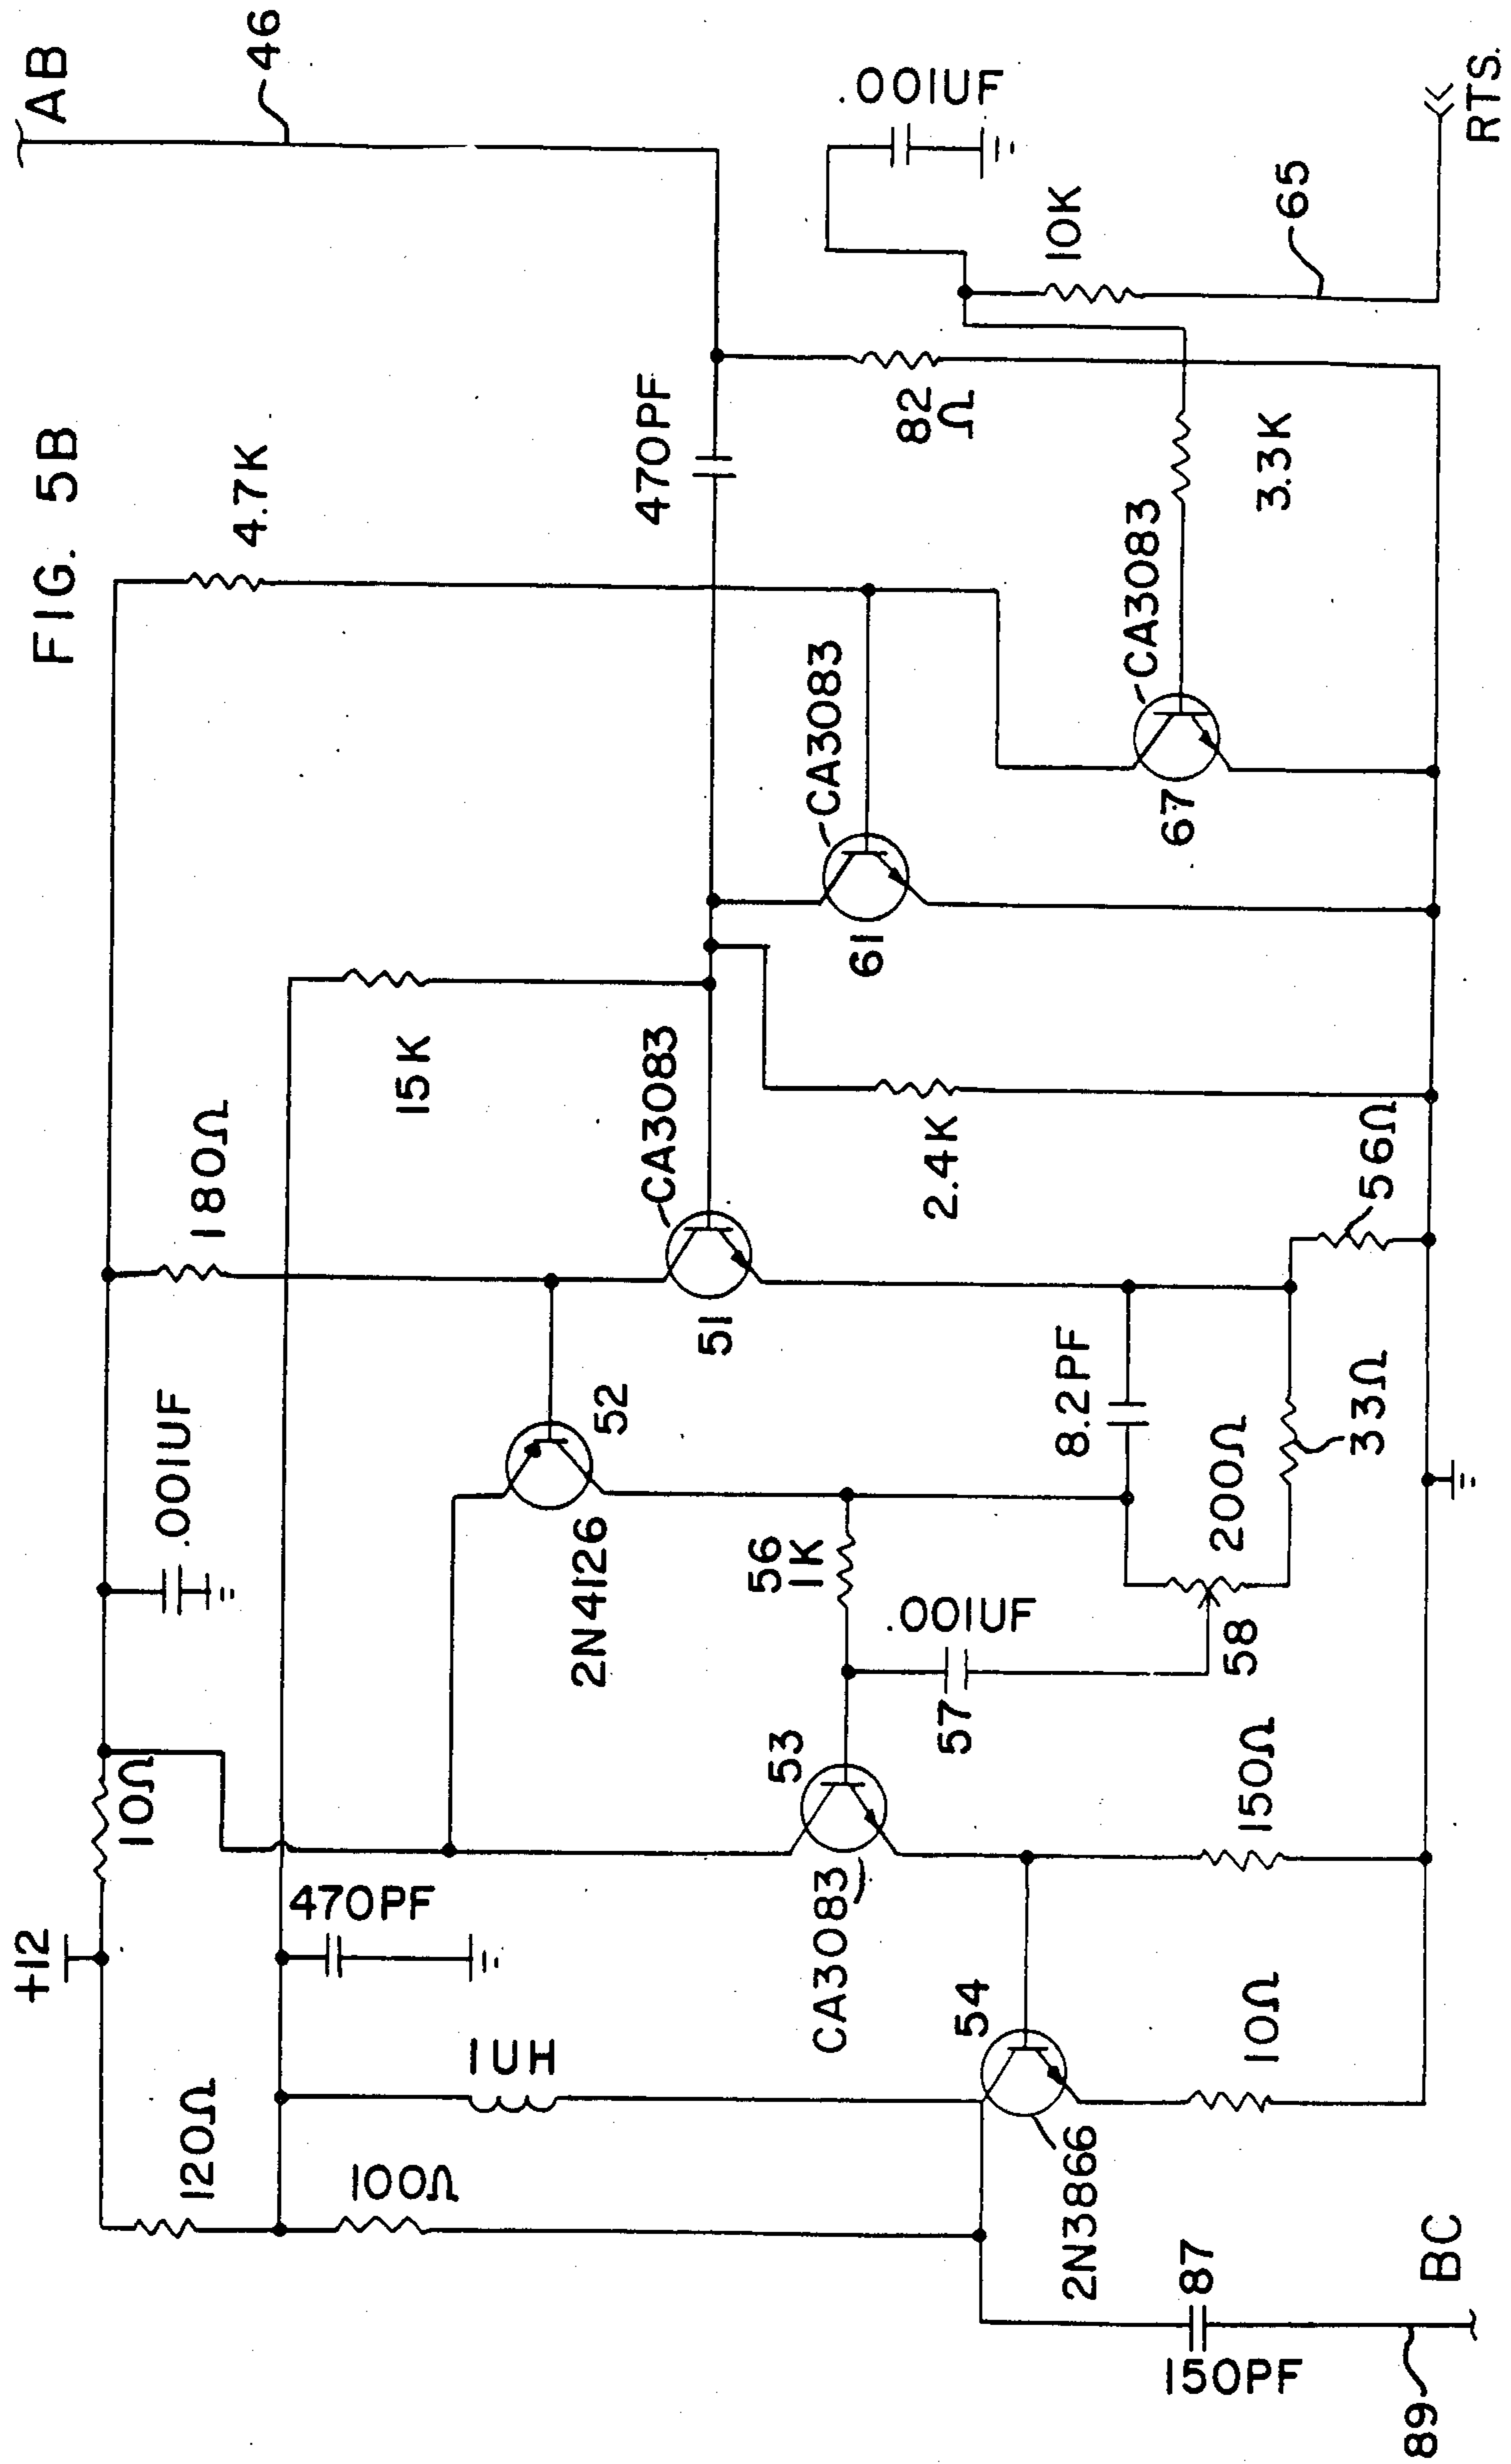 FIG. 5B
AB
46
+12
10Ω
.001UF
180Ω
4.7K
120Ω
470PF
15K
470PF
.001UF
100Ω
1UH
2N4126
52
51
CA3083
61
CA3083
82
Ω
10K
CA3083
53
56
1K
.001UF
57
58
200Ω
8.2PF
33Ω
2.4K
56Ω
67
CA3083
3.3K
65
RTS.
2N3866
54
10Ω
150Ω
87
150PF
89
BC